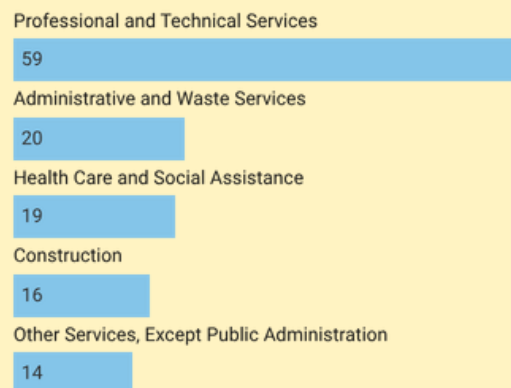 Professional and Technical Services
59
Administrative and Waste Services
20
Health Care and Social Assistance
19
Construction
16
Other Services, Except Public Administration
14